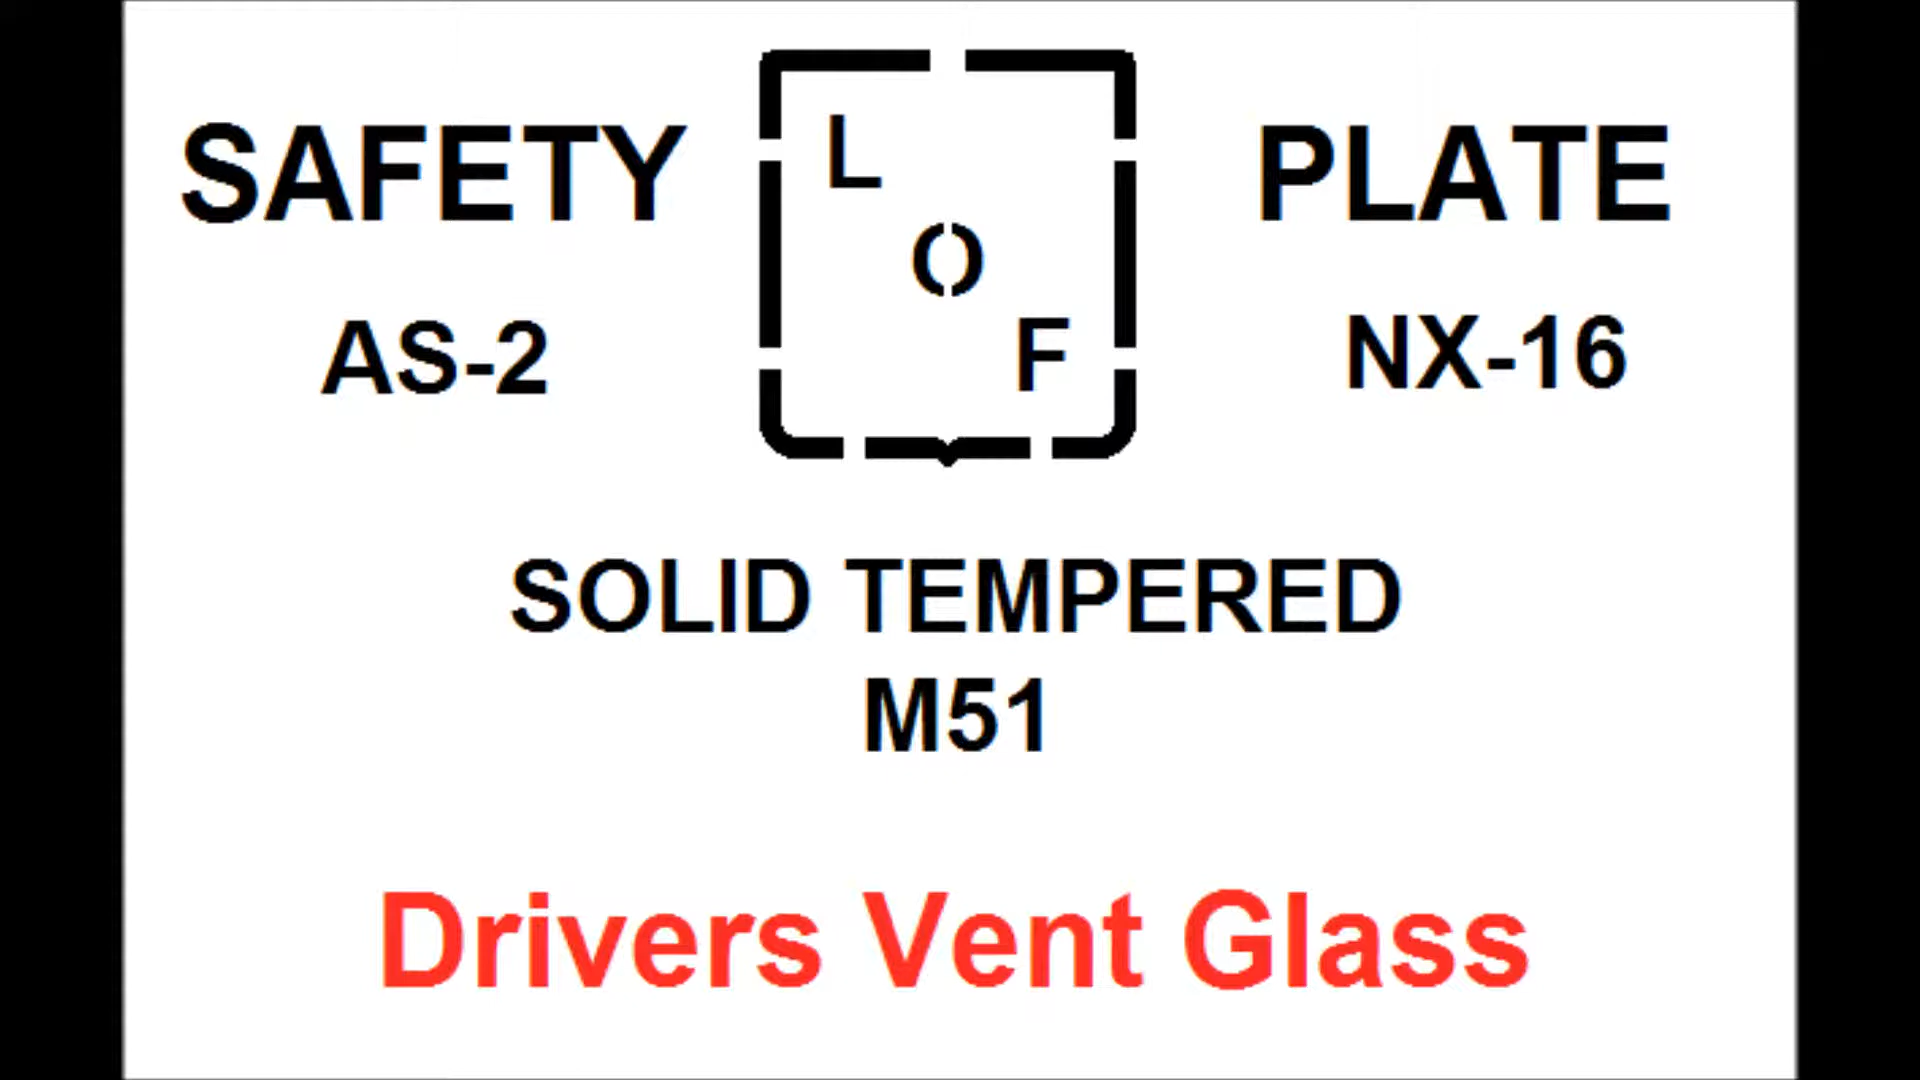 SAFETY L O F PLATE
AS-2 NX-16
SOLID TEMPERED
M51
Drivers Vent Glass